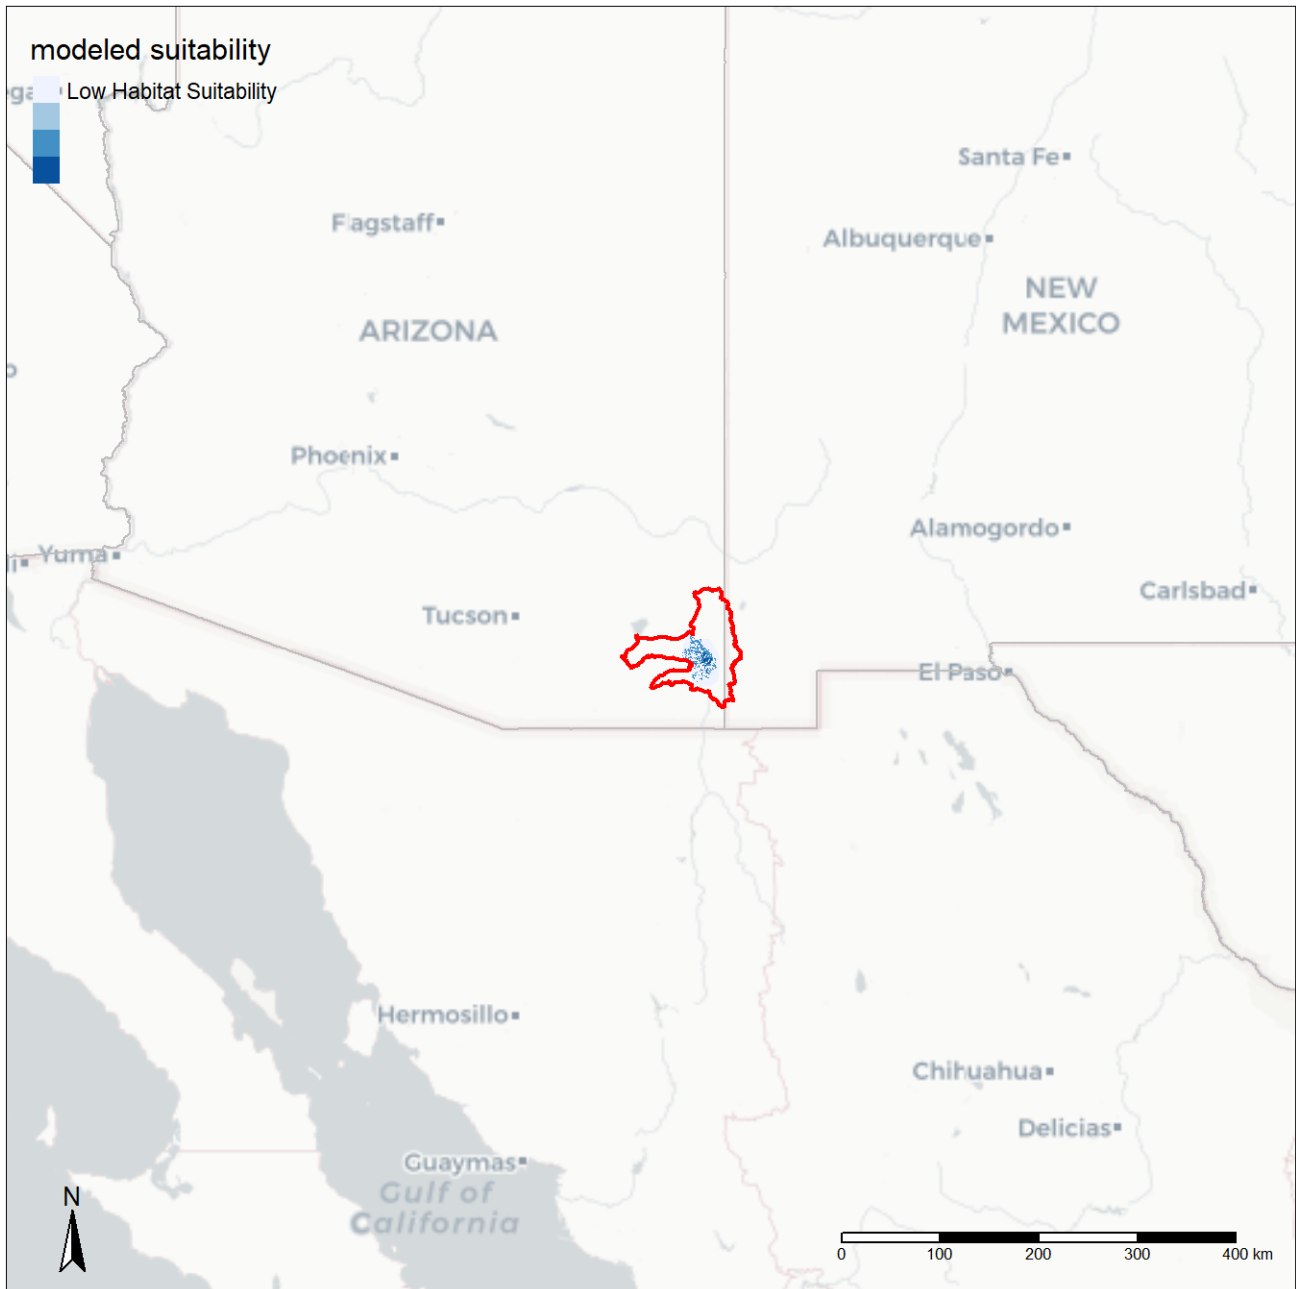 modeled suitability
Low Habitat Suitability
Santa Fe
Flagstaff
Albuquerque
NEW
MEXICO
ARIZONA
Phoenix
Alamogordo
Yuma
Carlsbad
Tucson
El Paso
Hermosillo
Chihuahua
Delicias
Guaymas
Gulf of
California
N
0 100 200 300 400 km